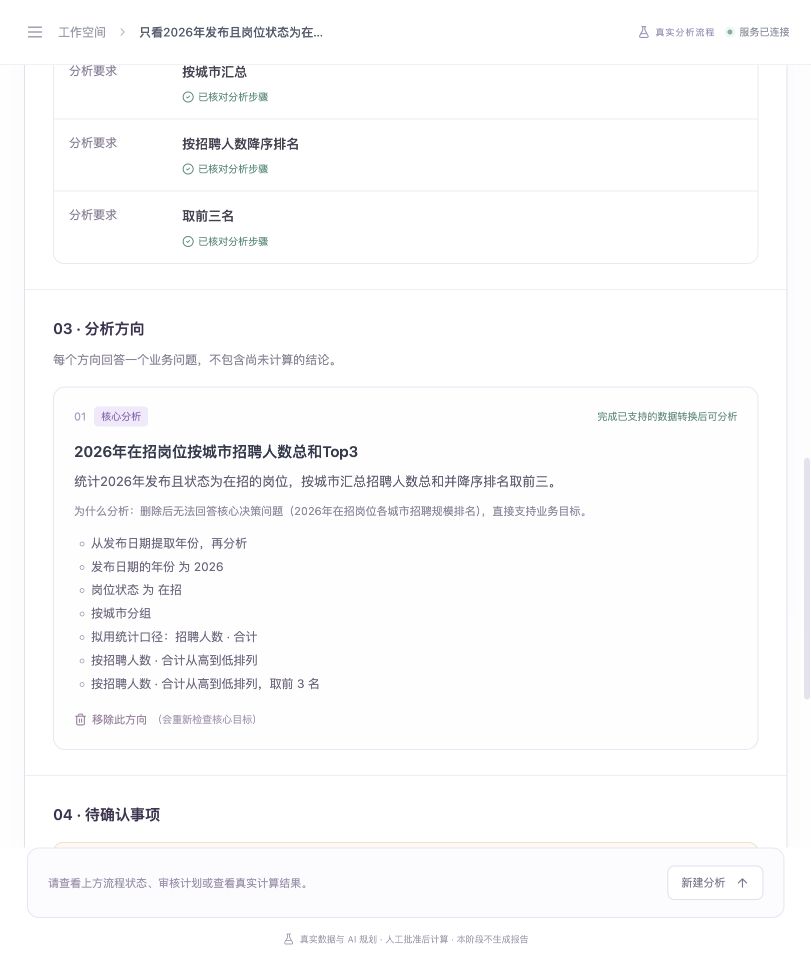 工作空间 > 只看2026年发布且岗位状态为在... 真实分析流程 服务已连接
分析要求 按城市汇总
已核对分析步骤
分析要求 按招聘人数降序排名
已核对分析步骤
分析要求 取前三名
已核对分析步骤
03 · 分析方向
每个方向回答一个业务问题，不包含尚未计算的结论。
01 核心分析 完成已支持的数据转换后可分析
2026年在招岗位按城市招聘人数总和Top3
统计2026年发布且状态为在招的岗位，按城市汇总招聘人数总和并降序排名取前三。
为什么分析：删除后无法回答核心决策问题（2026年在招岗位各城市招聘规模排名），直接支持业务目标。
从发布日期提取年份，再分析
发布日期的年份 为 2026
岗位状态 为 在招
按城市分组
拟用统计口径：招聘人数 · 合计
按招聘人数 · 合计从高到低排列
按招聘人数 · 合计从高到低排列，取前 3 名
移除此方向 （会重新检查核心目标）
04 · 待确认事项
请查看上方流程状态、审核计划或查看真实计算结果。 新建分析 ↑
真实数据与 AI 规划 · 人工批准后计算 · 本阶段不生成报告